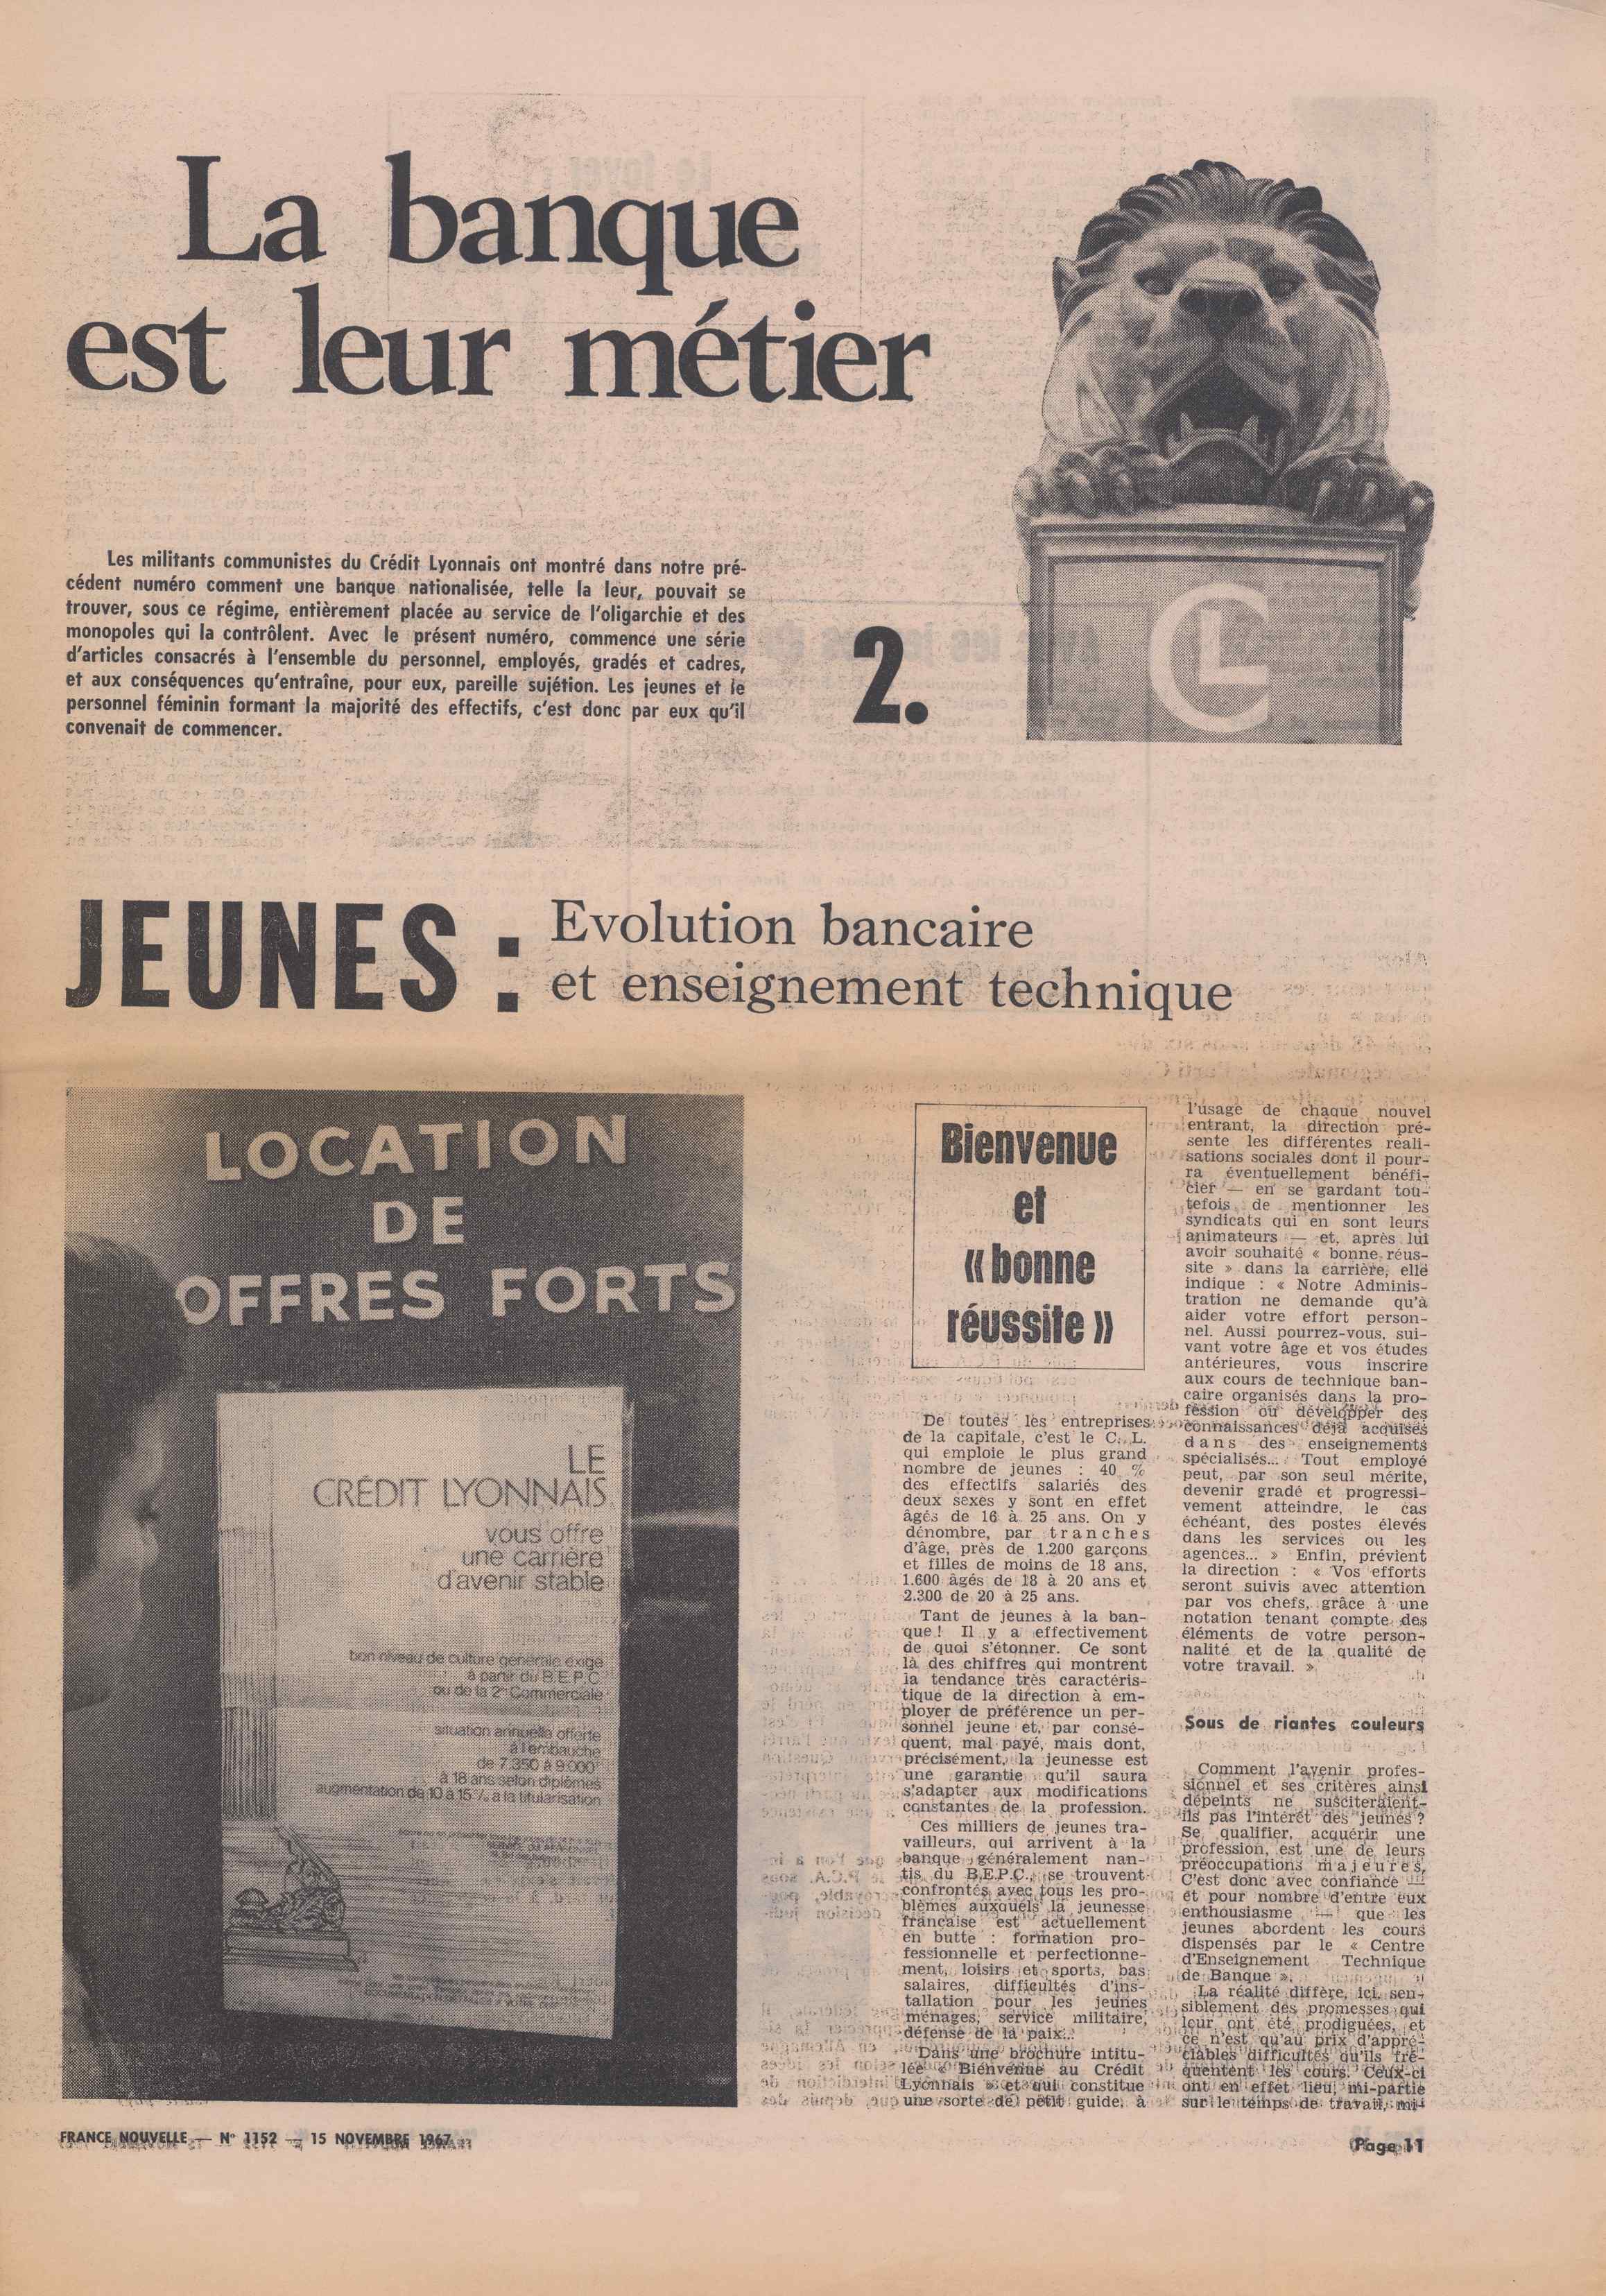 La banque
est leur métier
Les militants communistes du Crédit Lyonnais ont montré dans notre pré-
cédent numéro comment une banque nationalisée, telle la leur, pouvait se
trouver, sous ce régime, entièrement placée au service de l'oligarchie et des
monopoles qui la contrôlent. Avec le présent numéro, commence une série
d'articles consacrés à l'ensemble du personnel, employés, gradés et cadres,
et aux conséquences qu'entraîne, pour eux, pareille sujétion. Les jeunes et le
personnel féminin formant la majorité des effectifs, c'est donc par eux qu'il
convenait de commencer.
2.
CL
JEUNES :
Evolution bancaire
et enseignement technique
LOCATION
DE
OFFRES FORTS
LE
CRÉDIT LYONNAIS
vous offre
une carrière
d'avenir stable
bon niveau de culture générale exigé
à partir du B.E.P.C.
ou de la 2e Commerciale
situation annuelle offerte
à l'embauche
de 7.350 à 9.000
à 18 ans selon diplômes
augmentation de 10 à 15% à la titularisation
Bienvenue
et
« bonne
réussite »
De toutes les entreprises
de la capitale, c'est le C. L.
qui emploie le plus grand
nombre de jeunes : 40 %
des effectifs salariés des
deux sexes y sont en effet
âgés de 16 à 25 ans. On y
dénombre, par tranches
d'âge, près de 1.200 garçons
et filles de moins de 18 ans,
1.600 âgés de 18 à 20 ans et
2.300 de 20 à 25 ans.
Tant de jeunes à la ban-
que ! Il y a effectivement
de quoi s'étonner. Ce sont
là des chiffres qui montrent
la tendance très caractéris-
tique de la direction à em-
ployer de préférence un per-
sonnel jeune et, par consé-
quent, mal payé, mais dont,
précisément, la jeunesse est
une garantie qu'il saura
s'adapter aux modifications
constantes de la profession.
Ces milliers de jeunes tra-
vailleurs, qui arrivent à la
banque généralement nan-
tis du B.E.P.C., se trouvent
confrontés avec tous les pro-
blèmes auxquels la jeunesse
française est actuellement
en butte : formation pro-
fessionnelle et perfectionne-
ment, loisirs et sports, bas
salaires, difficultés d'ins-
tallation pour les jeunes
ménages, service militaire,
défense de la paix...
Dans une brochure intitu-
lée « Bienvenue au Crédit
Lyonnais » et qui constitue
une sorte de petit guide, à
l'usage de chaque nouvel
entrant, la direction pré-
sente les différentes réali-
sations sociales dont il pour-
ra éventuellement bénéfi-
cier — en se gardant tou-
tefois de mentionner les
syndicats qui en sont leurs
animateurs — et, après lui
avoir souhaité « bonne réus-
site » dans la carrière, elle
indique : « Notre Adminis-
tration ne demande qu'à
aider votre effort person-
nel. Aussi pourrez-vous, sui-
vant votre âge et vos études
antérieures, vous inscrire
aux cours de technique ban-
caire organisés dans la pro-
fession ou développer des
connaissances déjà acquises
dans des enseignements
spécialisés... Tout employé
peut, par son seul mérite,
devenir gradé et progressi-
vement atteindre, le cas
échéant, des postes élevés
dans les services ou les
agences... » Enfin, prévient
la direction : « Vos efforts
seront suivis avec attention
par vos chefs, grâce à une
notation tenant compte des
éléments de votre person-
nalité et de la qualité de
votre travail. »
Sous de riantes couleurs
Comment l'avenir profes-
sionnel et ses critères ainsi
dépeints ne susciteraient-
ils pas l'intérêt des jeunes ?
Se qualifier, acquérir une
profession, est une de leurs
préoccupations majeures.
C'est donc avec confiance —
et pour nombre d'entre eux
enthousiasme — que les
jeunes abordent les cours
dispensés par le « Centre
d'Enseignement Technique
de Banque ».
La réalité diffère, ici, sen-
siblement des promesses qui
leur ont été prodiguées, et
ce n'est qu'au prix d'appré-
ciables difficultés qu'ils fré-
quentent les cours. Ceux-ci
ont en effet lieu, mi-partie
sur le temps de travail, mi-
FRANCE NOUVELLE — N° 1152 — 15 NOVEMBRE 1967
Page 11